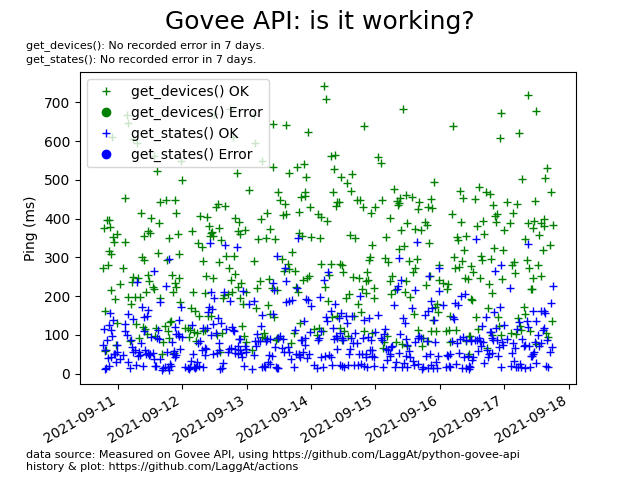 Govee API: is it working?
get_devices(): No recorded error in 7 days.
get_states(): No recorded error in 7 days.
get_devices() OK
get_devices() Error
get_states() OK
get_states() Error
Ping (ms)
700
600
500
400
300
200
100
0
2021-09-11
2021-09-12
2021-09-13
2021-09-14
2021-09-15
2021-09-16
2021-09-17
2021-09-18
data source: Measured on Govee API, using https://github.com/LaggAt/python-govee-api
history & plot: https://github.com/LaggAt/actions